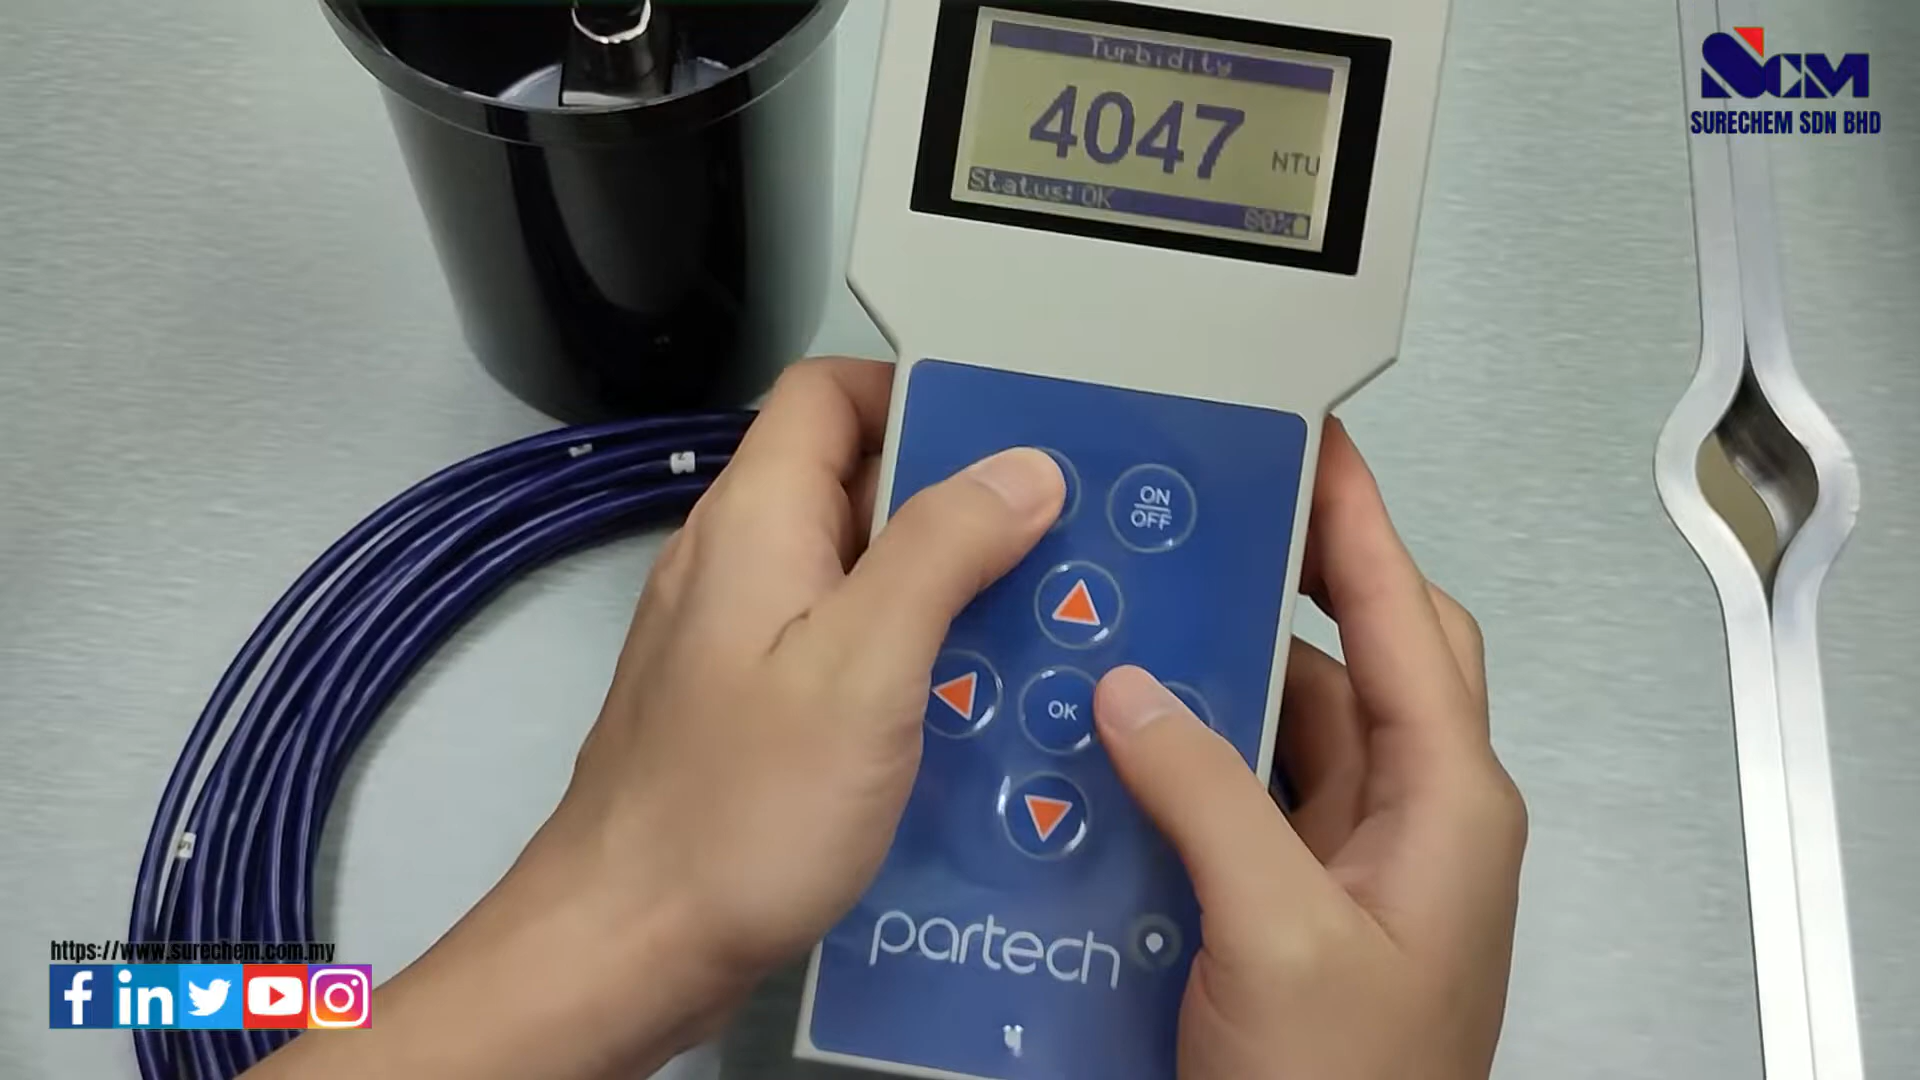 Turbidity
4047 NTU
Status: OK
80%
SCM
SURECHEM SDN BHD
ON
OFF
OK
partech
https://www.surechem.com.my
f in